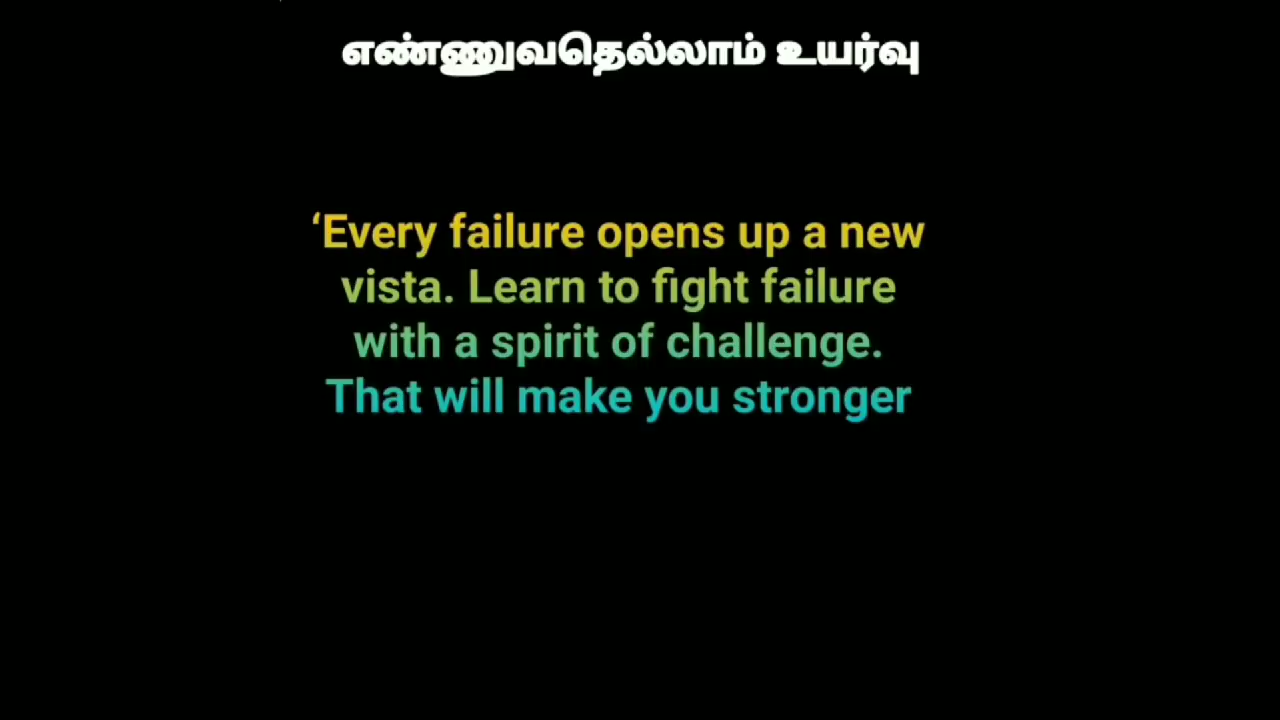 எண்ணுவதெல்லாம் உயர்வு
‘Every failure opens up a new
vista. Learn to fight failure
with a spirit of challenge.
That will make you stronger